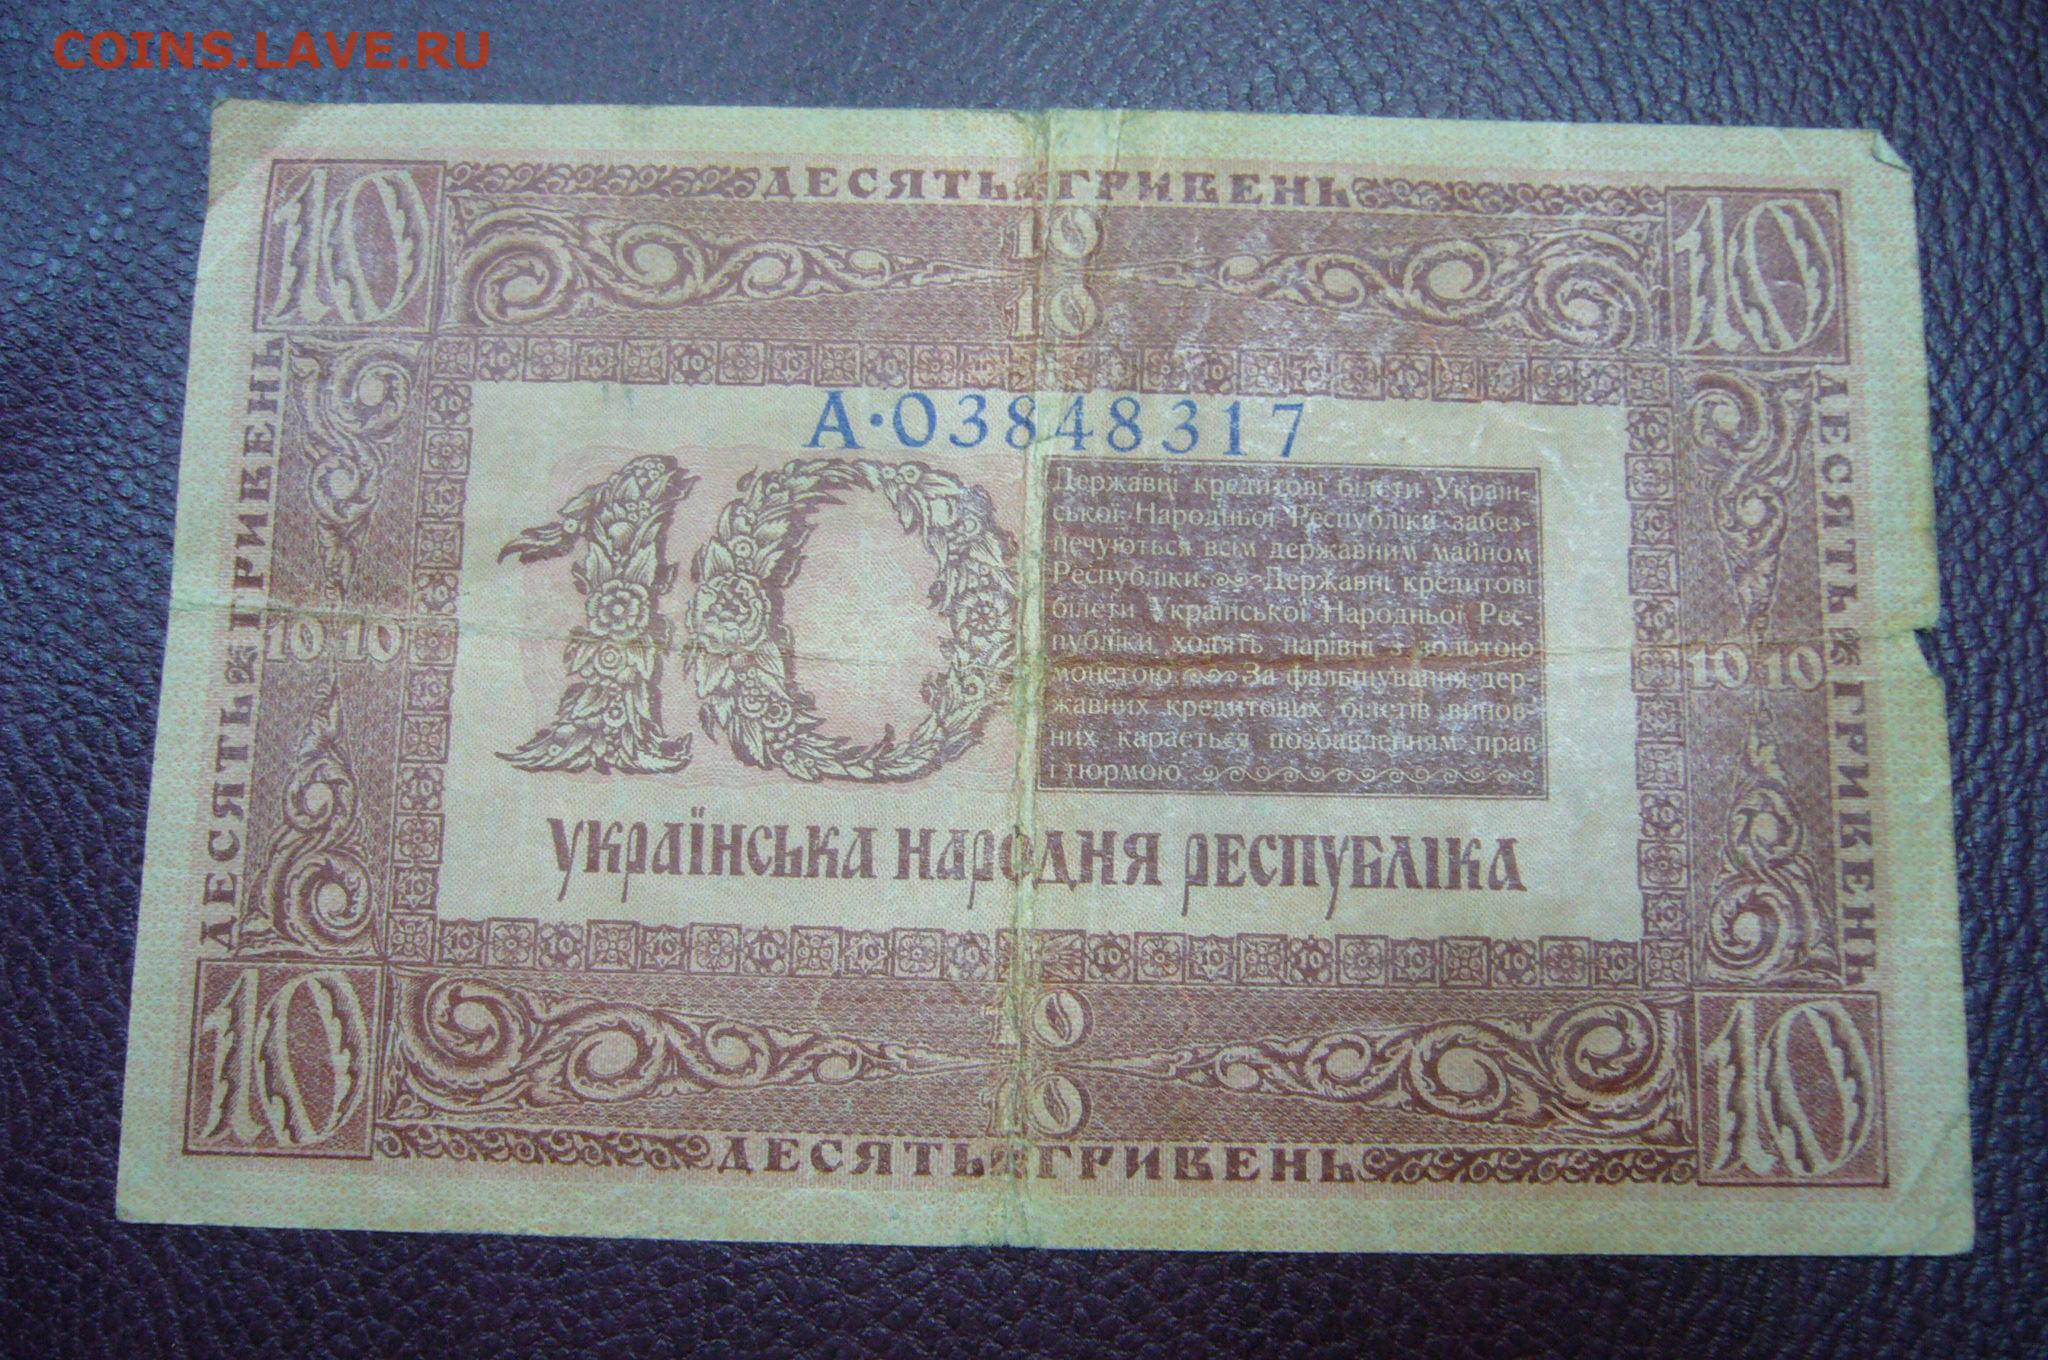 COINS.LAVE.RU
ДЕСЯТЬ ГРИВЕНЬ
10 10
10
10
А·03848317
10
Державні кредитові білети Україн-
ської Народньої Республіки забез-
печуються всім державним майном
Республіки. Державні кредитові
білети Української Народньої Рес-
публіки ходять нарівні з золотою
монетою. За фальшування дер-
жавних кредитових білетів винов-
них карається позбавленням прав
і тюрмою
ДЕСЯТЬ ГРИВЕНЬ
10 10
10 10
ДЕСЯТЬ ГРИВЕНЬ
УКРАЇНСЬКА НАРОДНЯ РЕСПУБЛІКА
10
10
10 10
ДЕСЯТЬ ГРИВЕНЬ